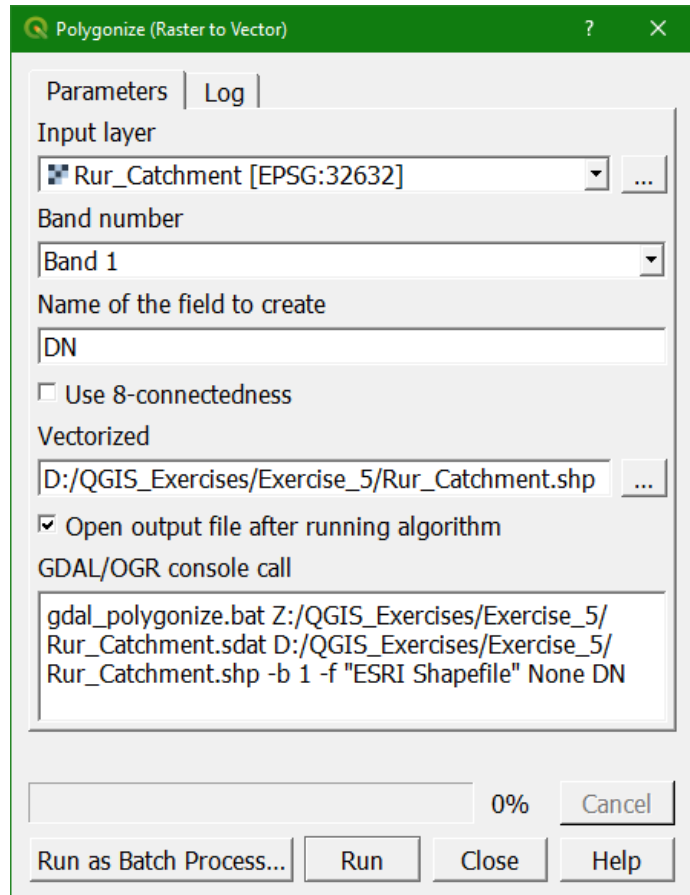 Polygonize (Raster to Vector) ? ×
Parameters Log
Input layer
Rur_Catchment [EPSG:32632] ...
Band number
Band 1
Name of the field to create
DN
Use 8-connectedness
Vectorized
D:/QGIS_Exercises/Exercise_5/Rur_Catchment.shp ...
Open output file after running algorithm
GDAL/OGR console call
gdal_polygonize.bat Z:/QGIS_Exercises/Exercise_5/
Rur_Catchment.sdat D:/QGIS_Exercises/Exercise_5/
Rur_Catchment.shp -b 1 -f "ESRI Shapefile" None DN
0% Cancel
Run as Batch Process... Run Close Help